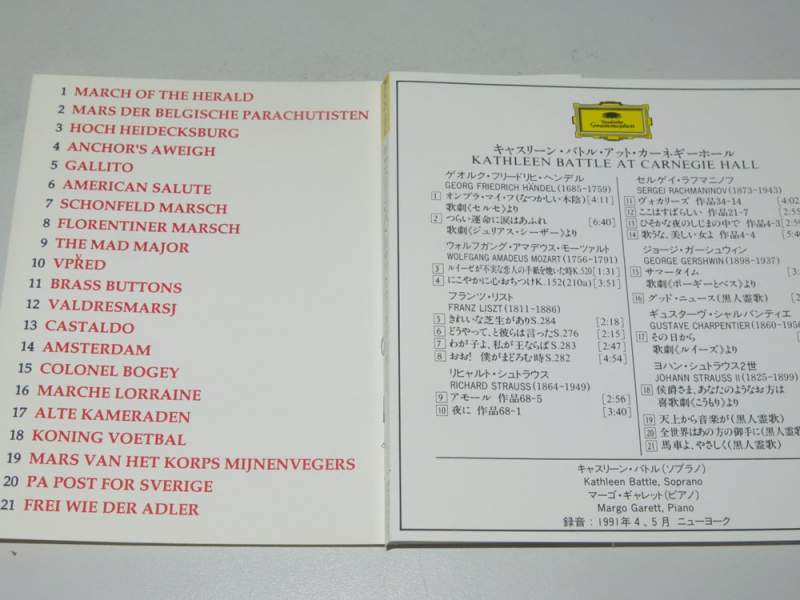 1 MARCH OF THE HERALD
2 MARS DER BELGISCHE PARACHUTISTEN
3 HOCH HEIDECKSBURG
4 ANCHOR'S AWEIGH
5 GALLITO
6 AMERICAN SALUTE
7 SCHONFELD MARSCH
8 FLORENTINER MARSCH
9 THE MAD MAJOR
10 VPRED
v
11 BRASS BUTTONS
12 VALDRESMARSJ
13 CASTALDO
14 AMSTERDAM
15 COLONEL BOGEY
16 MARCHE LORRAINE
17 ALTE KAMERADEN
18 KONING VOETBAL
19 MARS VAN HET KORPS MIJNENVEGERS
20 PA POST FOR SVERIGE
21 FREI WIE DER ADLER
Deutsche
Grammophon
キャスリーン・バトル・アット・カーネギーホール
KATHLEEN BATTLE AT CARNEGIE HALL
ゲオルク・フリードリヒ・ヘンデル
GEORG FRIEDRICH HÄNDEL(1685-1759)
1 オンブラ・マイ・フ(なつかしい木陰) [4:11]
歌劇《セルセ》より
2 つらい運命に涙はあふれ [6:40]
歌劇《ジュリアス・シーザー》より
ウォルフガング・アマデウス・モーツァルト
WOLFGANG AMADEUS MOZART(1756-1791)
3 ルイーゼが不実な恋人の手紙を焼いた時K.520 [1:31]
4 にこやかに心おちつけK.152(210a) [3:51]
フランツ・リスト
FRANZ LISZT(1811-1886)
5 きれいな芝生がありS.284 [2:18]
6 どうやって、と彼らは言ったS.276 [2:15]
7 わが子よ、私が王ならばS.283 [2:47]
8 おお! 僕がまどろむ時S.282 [4:54]
リヒャルト・シュトラウス
RICHARD STRAUSS(1864-1949)
9 アモール 作品68-5 [2:56]
10 夜に 作品68-1 [3:40]
セルゲイ・ラフマニノフ
SERGEI RACHMANINOV(1873-1943)
11 ヴォカリーズ 作品34-14 [4:02
12 ここはすばらしい 作品21-7 [2:55
13 ひそかな夜のしじまの中で 作品4-3 [2:59
14 歌うな、美しい女よ 作品4-4 [5:40
ジョージ・ガーシュウィン
GEORGE GERSHWIN(1898-1937)
15 サマータイム [3:
歌劇《ポーギーとベス》より
16 グッド・ニュース(黒人霊歌) [2
ギュスターヴ・シャルパンティエ
GUSTAVE CHARPENTIER(1860-1956
17 その日から
歌劇《ルイーズ》より
ヨハン・シュトラウス2世
JOHANN STRAUSS II(1825-1899)
18 侯爵さま、あなたのようなお方は
喜歌劇《こうもり》より
19 天上から音楽が(黒人霊歌)
20 全世界はあの方の御手に(黒人霊歌)
21 馬車よ、やさしく(黒人霊歌)
キャスリーン・バトル(ソプラノ)
Kathleen Battle, Soprano
マーゴ・ギャレット(ピアノ)
Margo Garett, Piano
録音:1991年4、5月 ニューヨーク